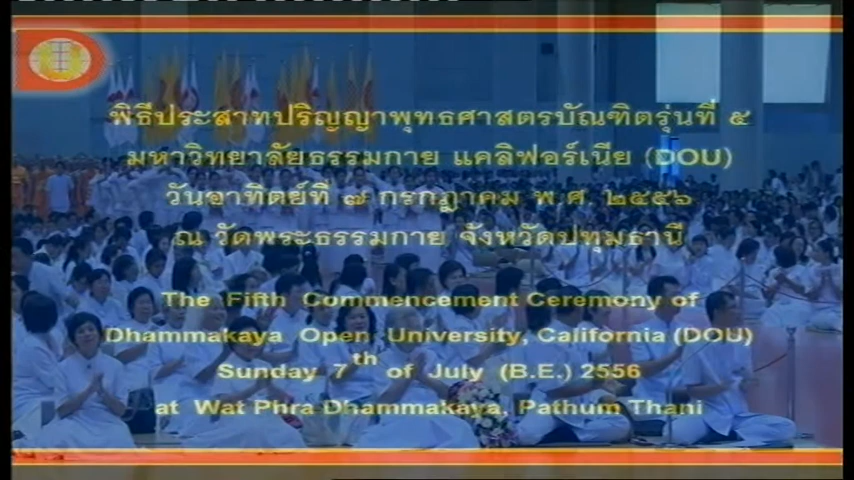 พิธีประสาทปริญญาพุทธศาสตรบัณฑิตรุ่นที่ ๕
มหาวิทยาลัยธรรมกาย แคลิฟอร์เนีย (DOU)
วันอาทิตย์ที่ ๗ กรกฎาคม พ.ศ. ๒๕๕๖
ณ วัดพระธรรมกาย จังหวัดปทุมธานี
The Fifth Commencement Ceremony of
Dhammakaya Open University, California (DOU)
Sunday 7th of July (B.E.) 2556
at Wat Phra Dhammakaya, Pathum Thani